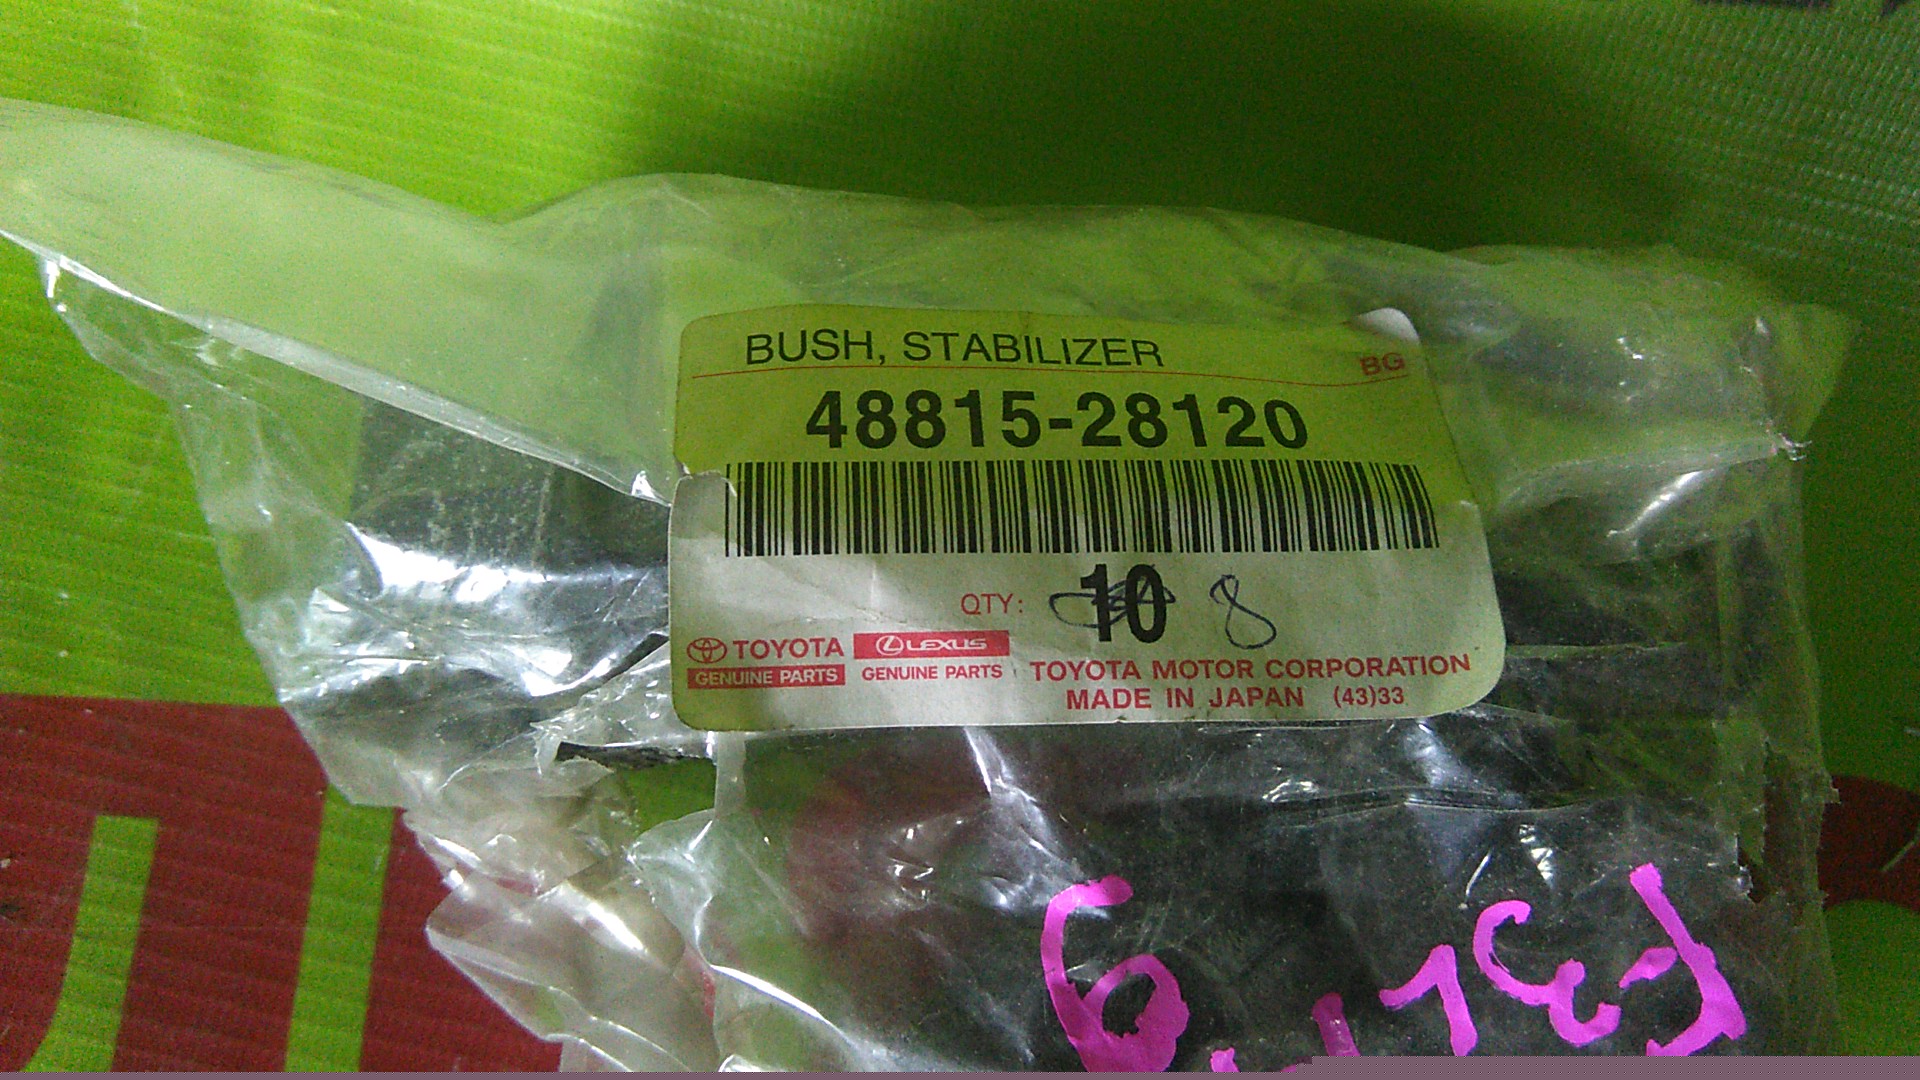 BUSH, STABILIZER
BG
48815-28120
QTY: 10 8
TOYOTA LEXUS
GENUINE PARTS GENUINE PARTS
TOYOTA MOTOR CORPORATION
MADE IN JAPAN (43)33